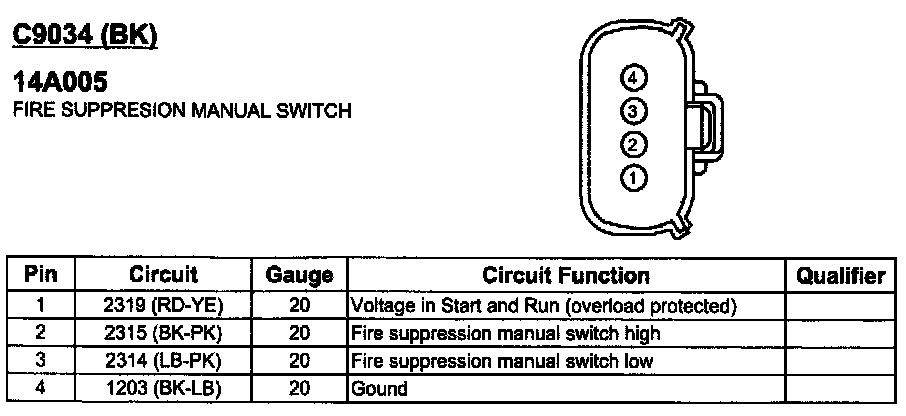 C9034 (BK)
14A005
FIRE SUPPRESION MANUAL SWITCH
4
3
2
1
Pin Circuit Gauge Circuit Function Qualifier
1 2319 (RD-YE) 20 Voltage in Start and Run (overload protected)
2 2315 (BK-PK) 20 Fire suppression manual switch high
3 2314 (LB-PK) 20 Fire suppression manual switch low
4 1203 (BK-LB) 20 Gound